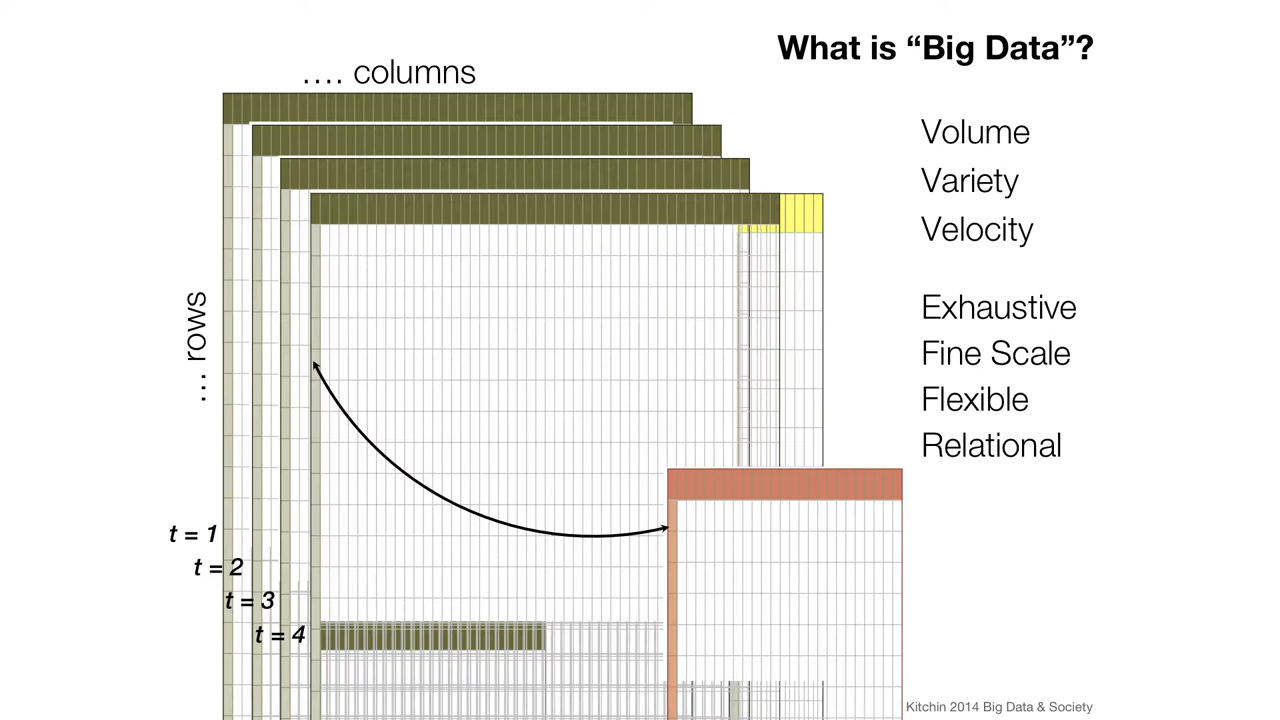 What is “Big Data”?
…. columns
… rows
Volume
Variety
Velocity
Exhaustive
Fine Scale
Flexible
Relational
t = 1
t = 2
t = 3
t = 4
Kitchin 2014 Big Data & Society